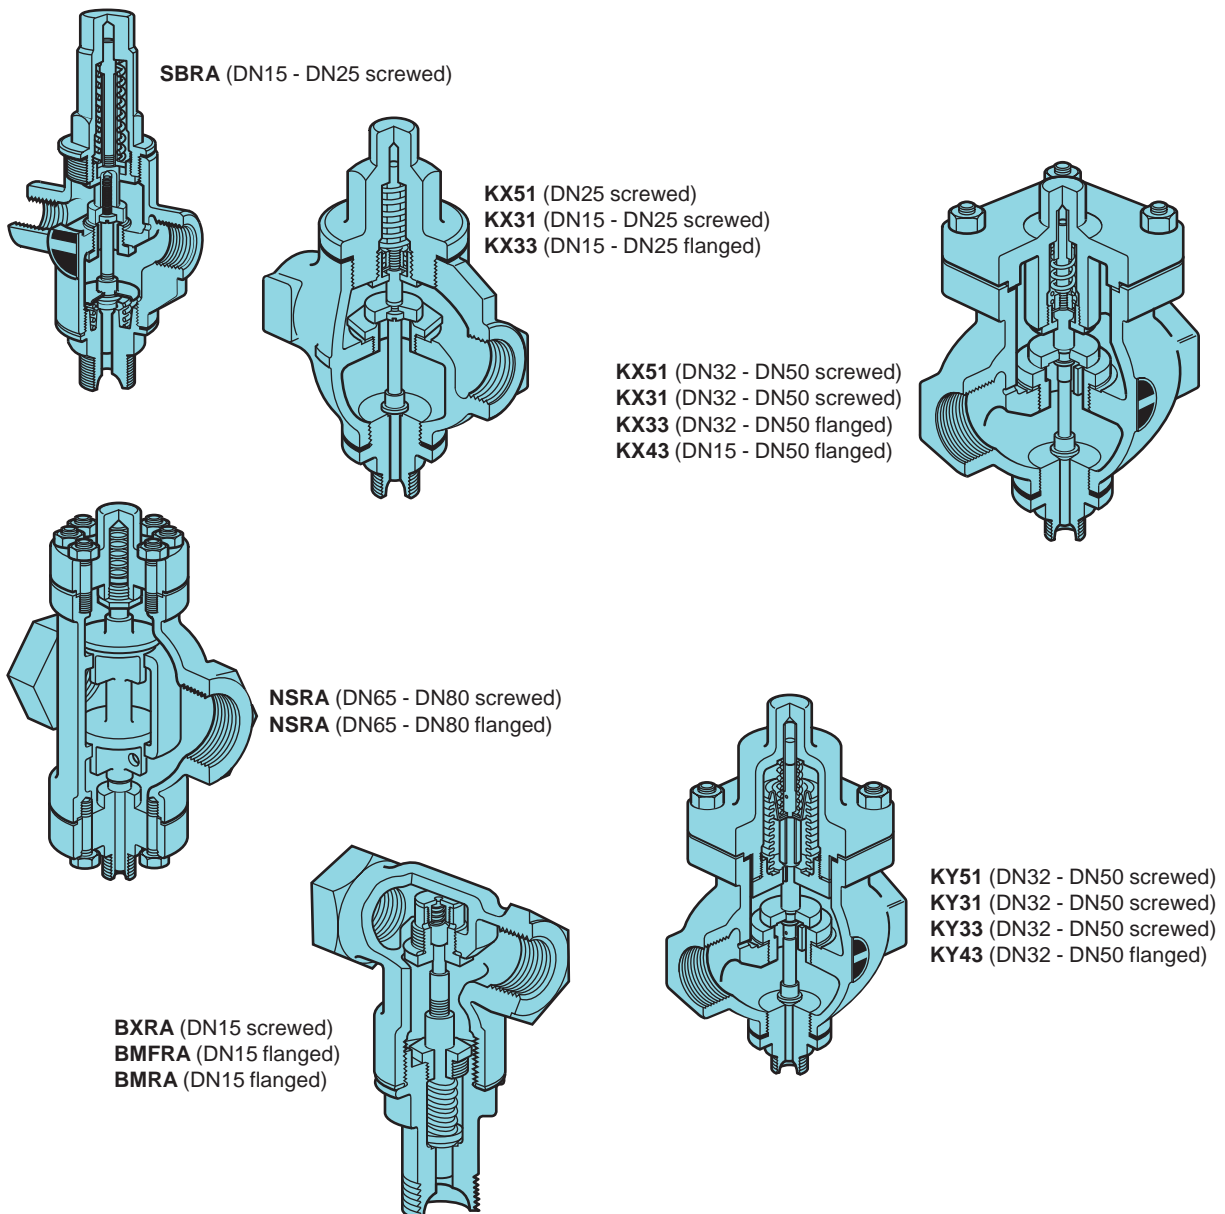 SBRA (DN15 - DN25 screwed)
KX51 (DN25 screwed)
KX31 (DN15 - DN25 screwed)
KX33 (DN15 - DN25 flanged)
KX51 (DN32 - DN50 screwed)
KX31 (DN32 - DN50 screwed)
KX33 (DN32 - DN50 flanged)
KX43 (DN15 - DN50 flanged)
NSRA (DN65 - DN80 screwed)
NSRA (DN65 - DN80 flanged)
KY51 (DN32 - DN50 screwed)
KY31 (DN32 - DN50 screwed)
KY33 (DN32 - DN50 screwed)
KY43 (DN32 - DN50 flanged)
BXRA (DN15 screwed)
BMFRA (DN15 flanged)
BMRA (DN15 flanged)